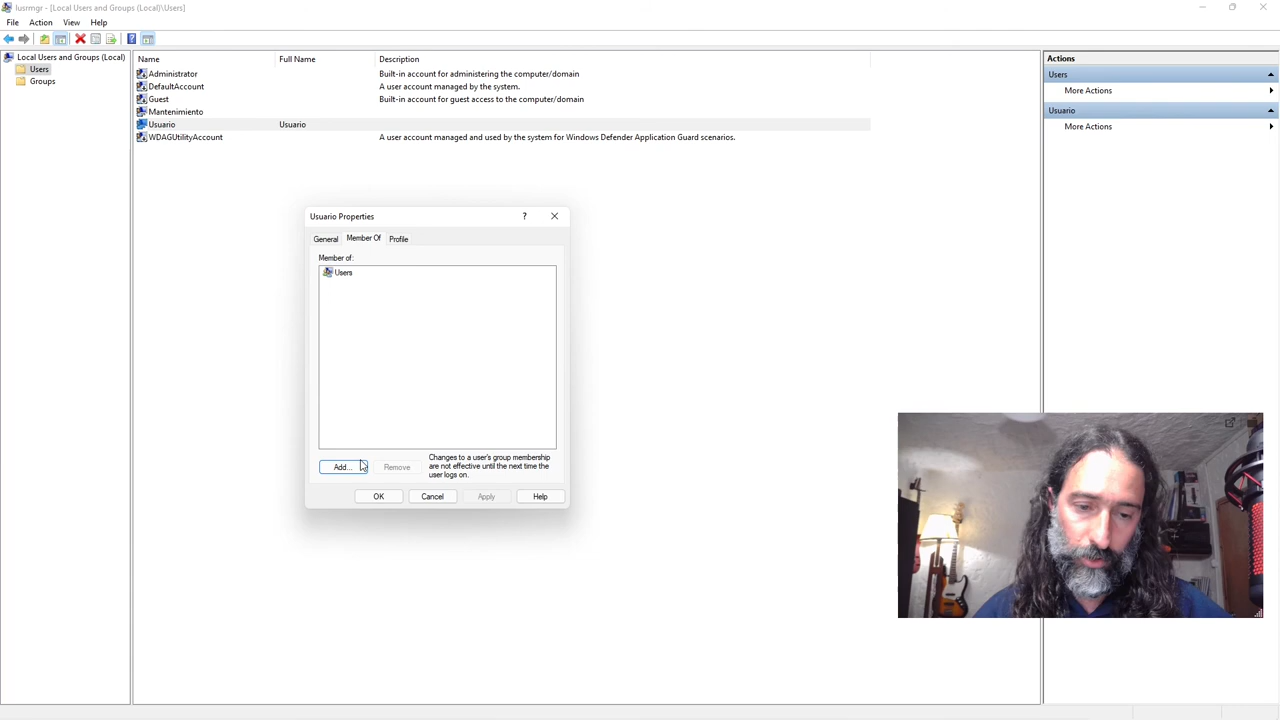 lusrmgr - [Local Users and Groups (Local)\Users]
File Action View Help
Local Users and Groups (Local)
Users
Groups
Name Full Name Description
Administrator Built-in account for administering the computer/domain
DefaultAccount A user account managed by the system.
Guest Built-in account for guest access to the computer/domain
Mantenimiento
Usuario Usuario
WDAGUtilityAccount A user account managed and used by the system for Windows Defender Application Guard scenarios.
Actions
Users
More Actions
Usuario
More Actions
Usuario Properties
?
General Member Of Profile
Member of:
Users
Add... Remove
Changes to a user's group membership
are not effective until the next time the
user logs on.
OK Cancel Apply Help